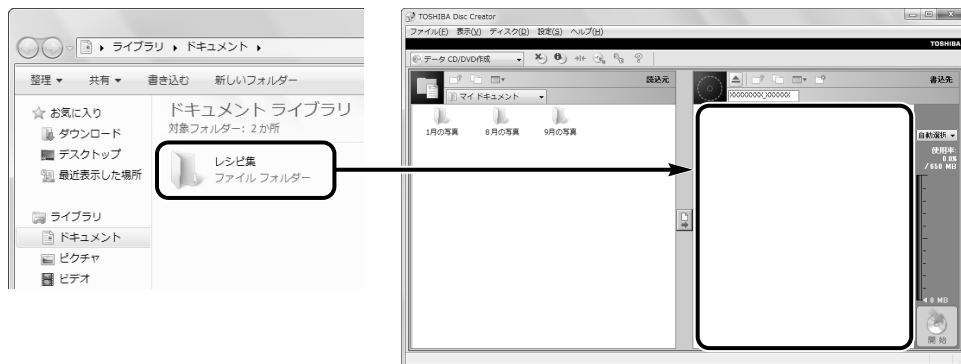 ライブラリ ドキュメント
整理 共有 書き込む 新しいフォルダー
お気に入り
ダウンロード
デスクトップ
最近表示した場所
ライブラリ
ドキュメント
ピクチャ
ビデオ
ドキュメント ライブラリ
対象フォルダー: 2 か所
レシピ集
ファイル フォルダー
TOSHIBA Disc Creator
ファイル(F) 表示(V) ディスク(D) 設定(S) ヘルプ(H)
TOSHIBA
データ CD/DVD作成
読込元
マイ ドキュメント
1月の写真 8月の写真 9月の写真
書込先
XXXXXXXX_XXXXXX
自動選択
使用率:
0.0%
/ 650 MB
0 MB
開始